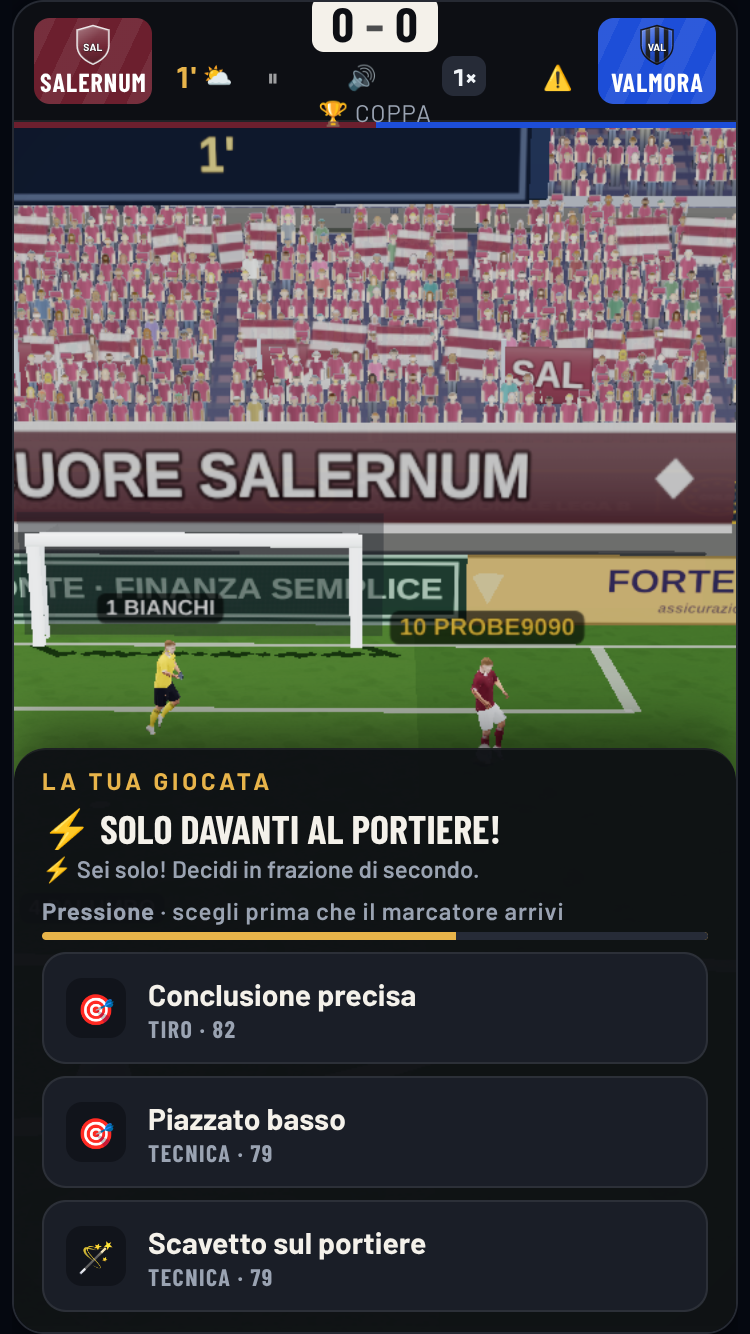 0 - 0
SAL
SALERNUM
1'
1×
VAL
VALMORA
COPPA
1'
SAL
UORE SALERNUM
NTE · FINANZA SEMPLICE
FORTE
assicurazio
1 BIANCHI
10 PROBE9090
LA TUA GIOCATA
SOLO DAVANTI AL PORTIERE!
Sei solo! Decidi in frazione di secondo.
Pressione · scegli prima che il marcatore arrivi
Conclusione precisa
TIRO · 82
Piazzato basso
TECNICA · 79
Scavetto sul portiere
TECNICA · 79